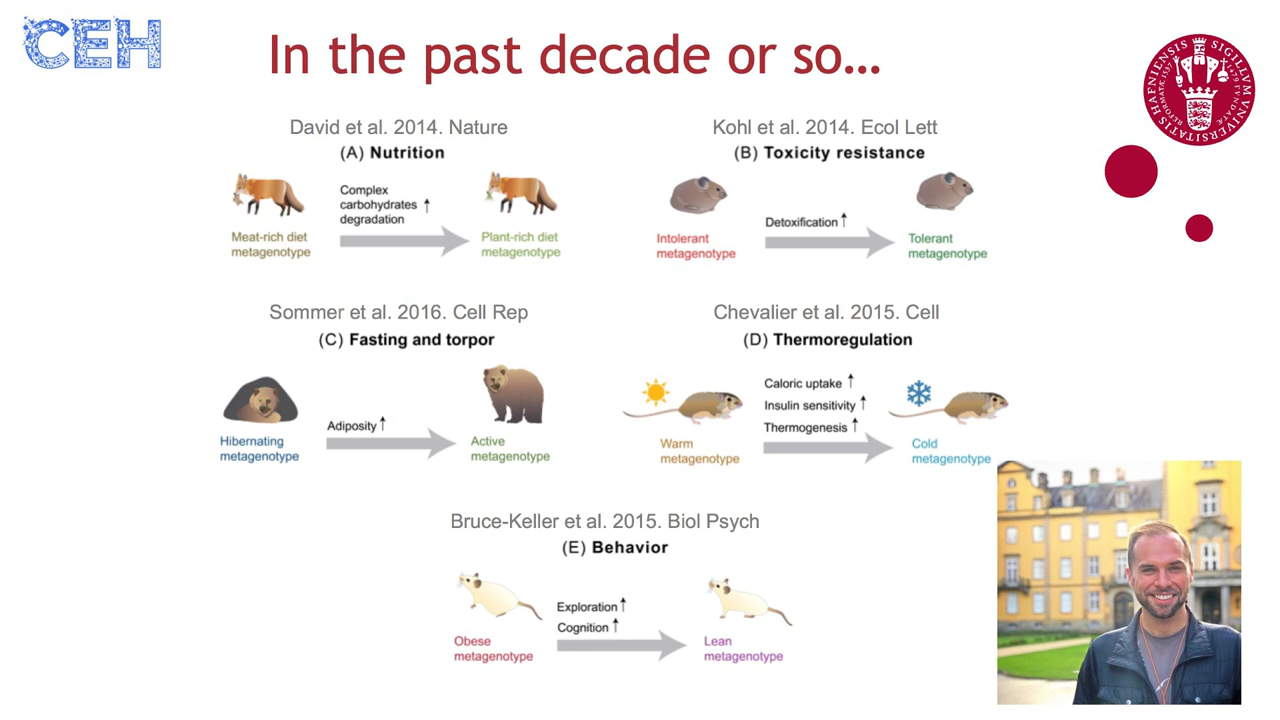 CEH
In the past decade or so…
SIGILLVM VNIVERSITATIS HAFNIENSIS
David et al. 2014. Nature
(A) Nutrition
Complex
carbohydrates ↑
degradation
Meat-rich diet
metagenotype
Plant-rich diet
metagenotype
Kohl et al. 2014. Ecol Lett
(B) Toxicity resistance
Detoxification ↑
Intolerant
metagenotype
Tolerant
metagenotype
Sommer et al. 2016. Cell Rep
(C) Fasting and torpor
Adiposity ↑
Hibernating
metagenotype
Active
metagenotype
Chevalier et al. 2015. Cell
(D) Thermoregulation
Caloric uptake ↑
Insulin sensitivity ↑
Thermogenesis ↑
Warm
metagenotype
Cold
metagenotype
Bruce-Keller et al. 2015. Biol Psych
(E) Behavior
Exploration ↑
Cognition ↑
Obese
metagenotype
Lean
metagenotype